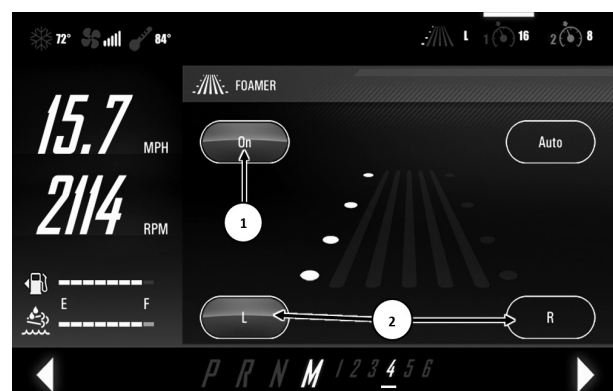 72° 84° L 1 16 2 8
FOAMER
15.7 MPH
On Auto
1
2114 RPM
E F
L 2 R
P R N M 1 2 3 4 5 6